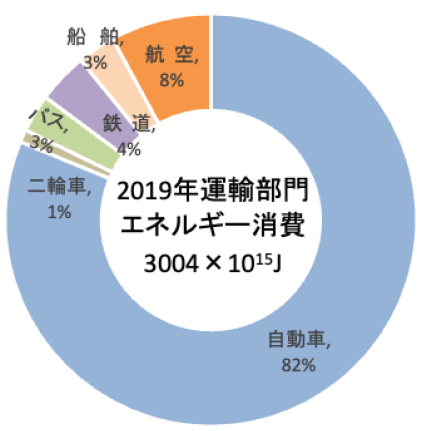 船 舶,
3%
航 空,
8%
バス,
3%
鉄 道,
4%
二輪車,
1%
2019年運輸部門
エネルギー消費
3004×10¹⁵J
自動車,
82%